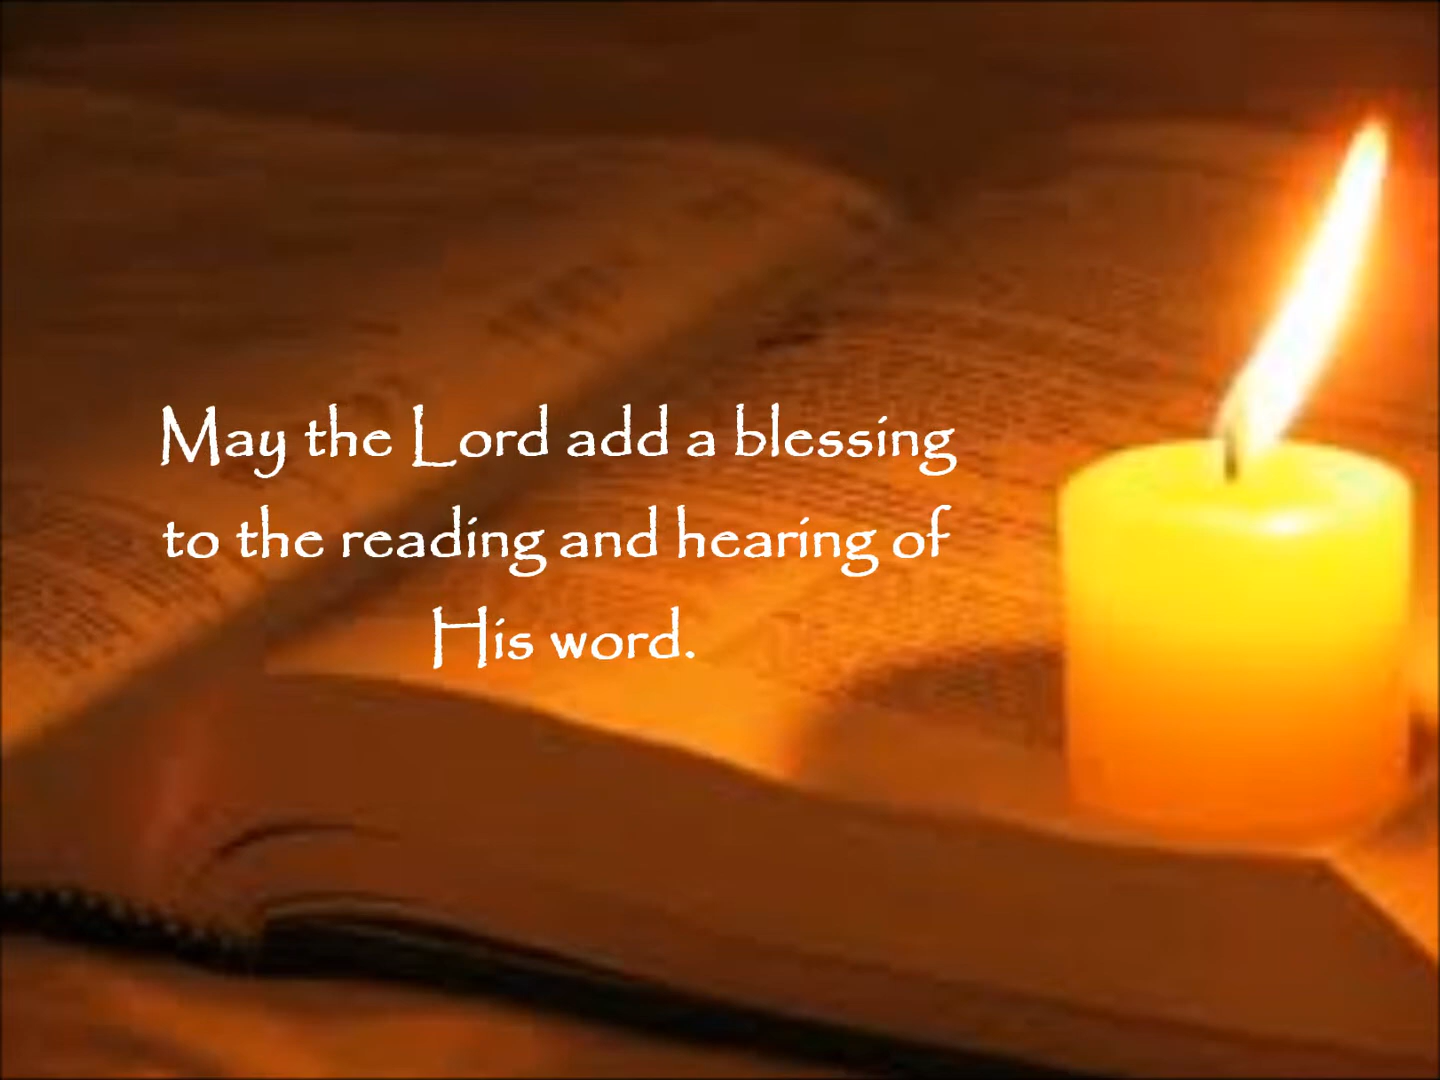 May the Lord add a blessing
to the reading and hearing of
His word.